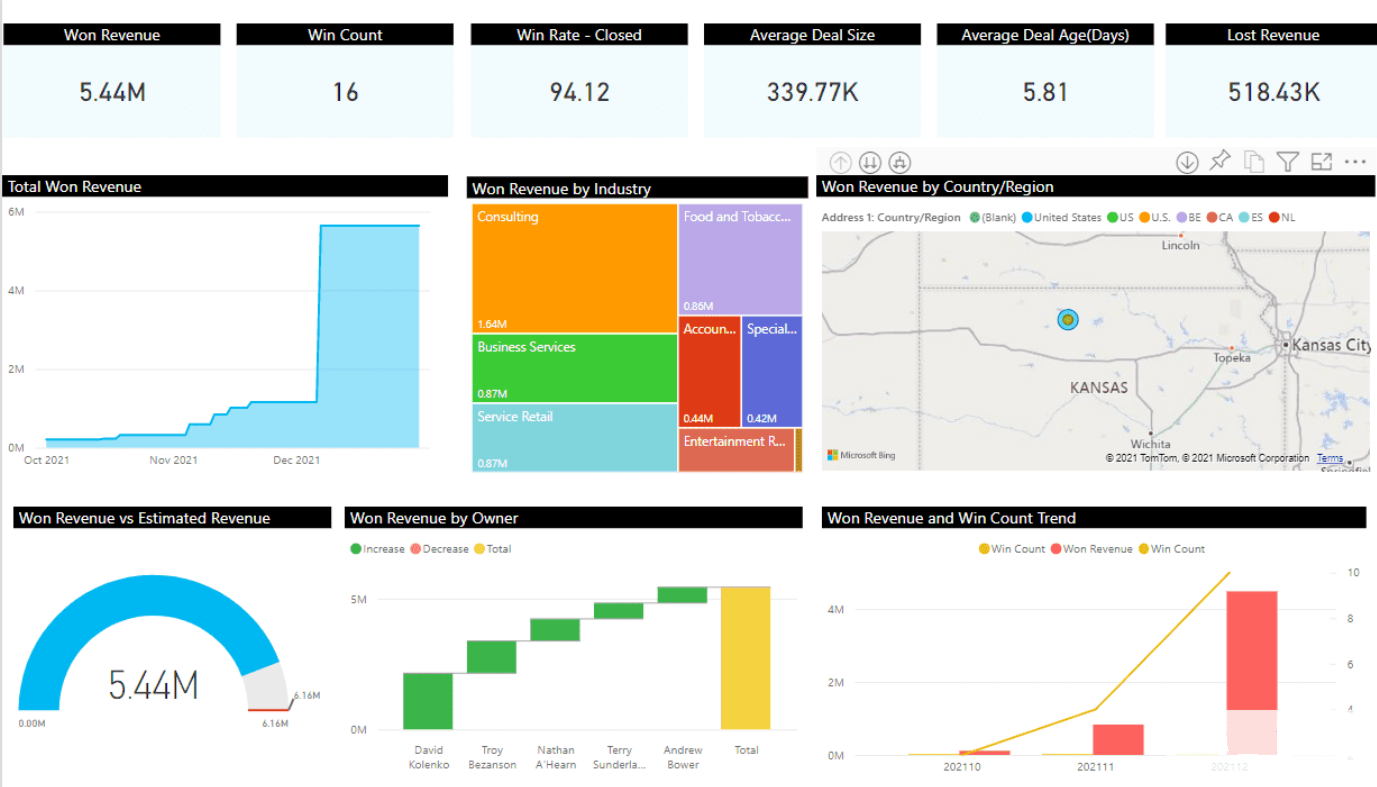 Won Revenue
Win Count
Win Rate - Closed
Average Deal Size
Average Deal Age(Days)
Lost Revenue
5.44M
16
94.12
339.77K
5.81
518.43K
Total Won Revenue
6M
4M
2M
0M
Oct 2021
Nov 2021
Dec 2021
Won Revenue by Industry
Consulting
1.64M
Business Services
0.87M
Service Retail
0.87M
Food and Tobacc...
0.86M
Accoun...
0.44M
Special...
0.42M
Entertainment R...
Won Revenue by Country/Region
Address 1: Country/Region (Blank) United States US U.S. BE CA ES NL
Lincoln
Kansas City
Topeka
KANSAS
Wichita
Microsoft Bing
© 2021 TomTom, © 2021 Microsoft Corporation Terms
Won Revenue vs Estimated Revenue
5.44M
0.00M
6.16M
6.16M
Won Revenue by Owner
Increase Decrease Total
5M
0M
David Kolenko
Troy Bezanson
Nathan A'Hearn
Terry Sunderla...
Andrew Bower
Total
Won Revenue and Win Count Trend
Win Count Won Revenue Win Count
4M
2M
0M
10
8
6
4
202110
202111
202112